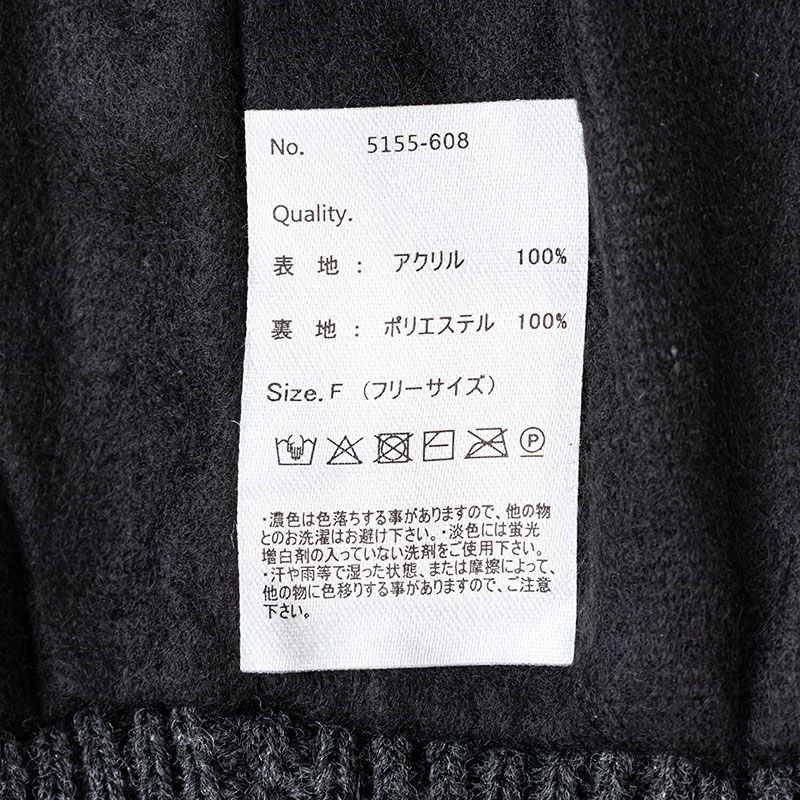 No. 5155-608
Quality.
表 地 : アクリル 100%
裏 地 : ポリエステル 100%
Size. F (フリーサイズ)
P
・濃色は色落ちする事がありますので、他の物
とのお洗濯はお避け下さい。・淡色には蛍光
増白剤の入っていない洗剤をご使用下さい。
・汗や雨等で湿った状態、または摩擦によって、
他の物に色移りする事がありますので、ご注意
下さい。